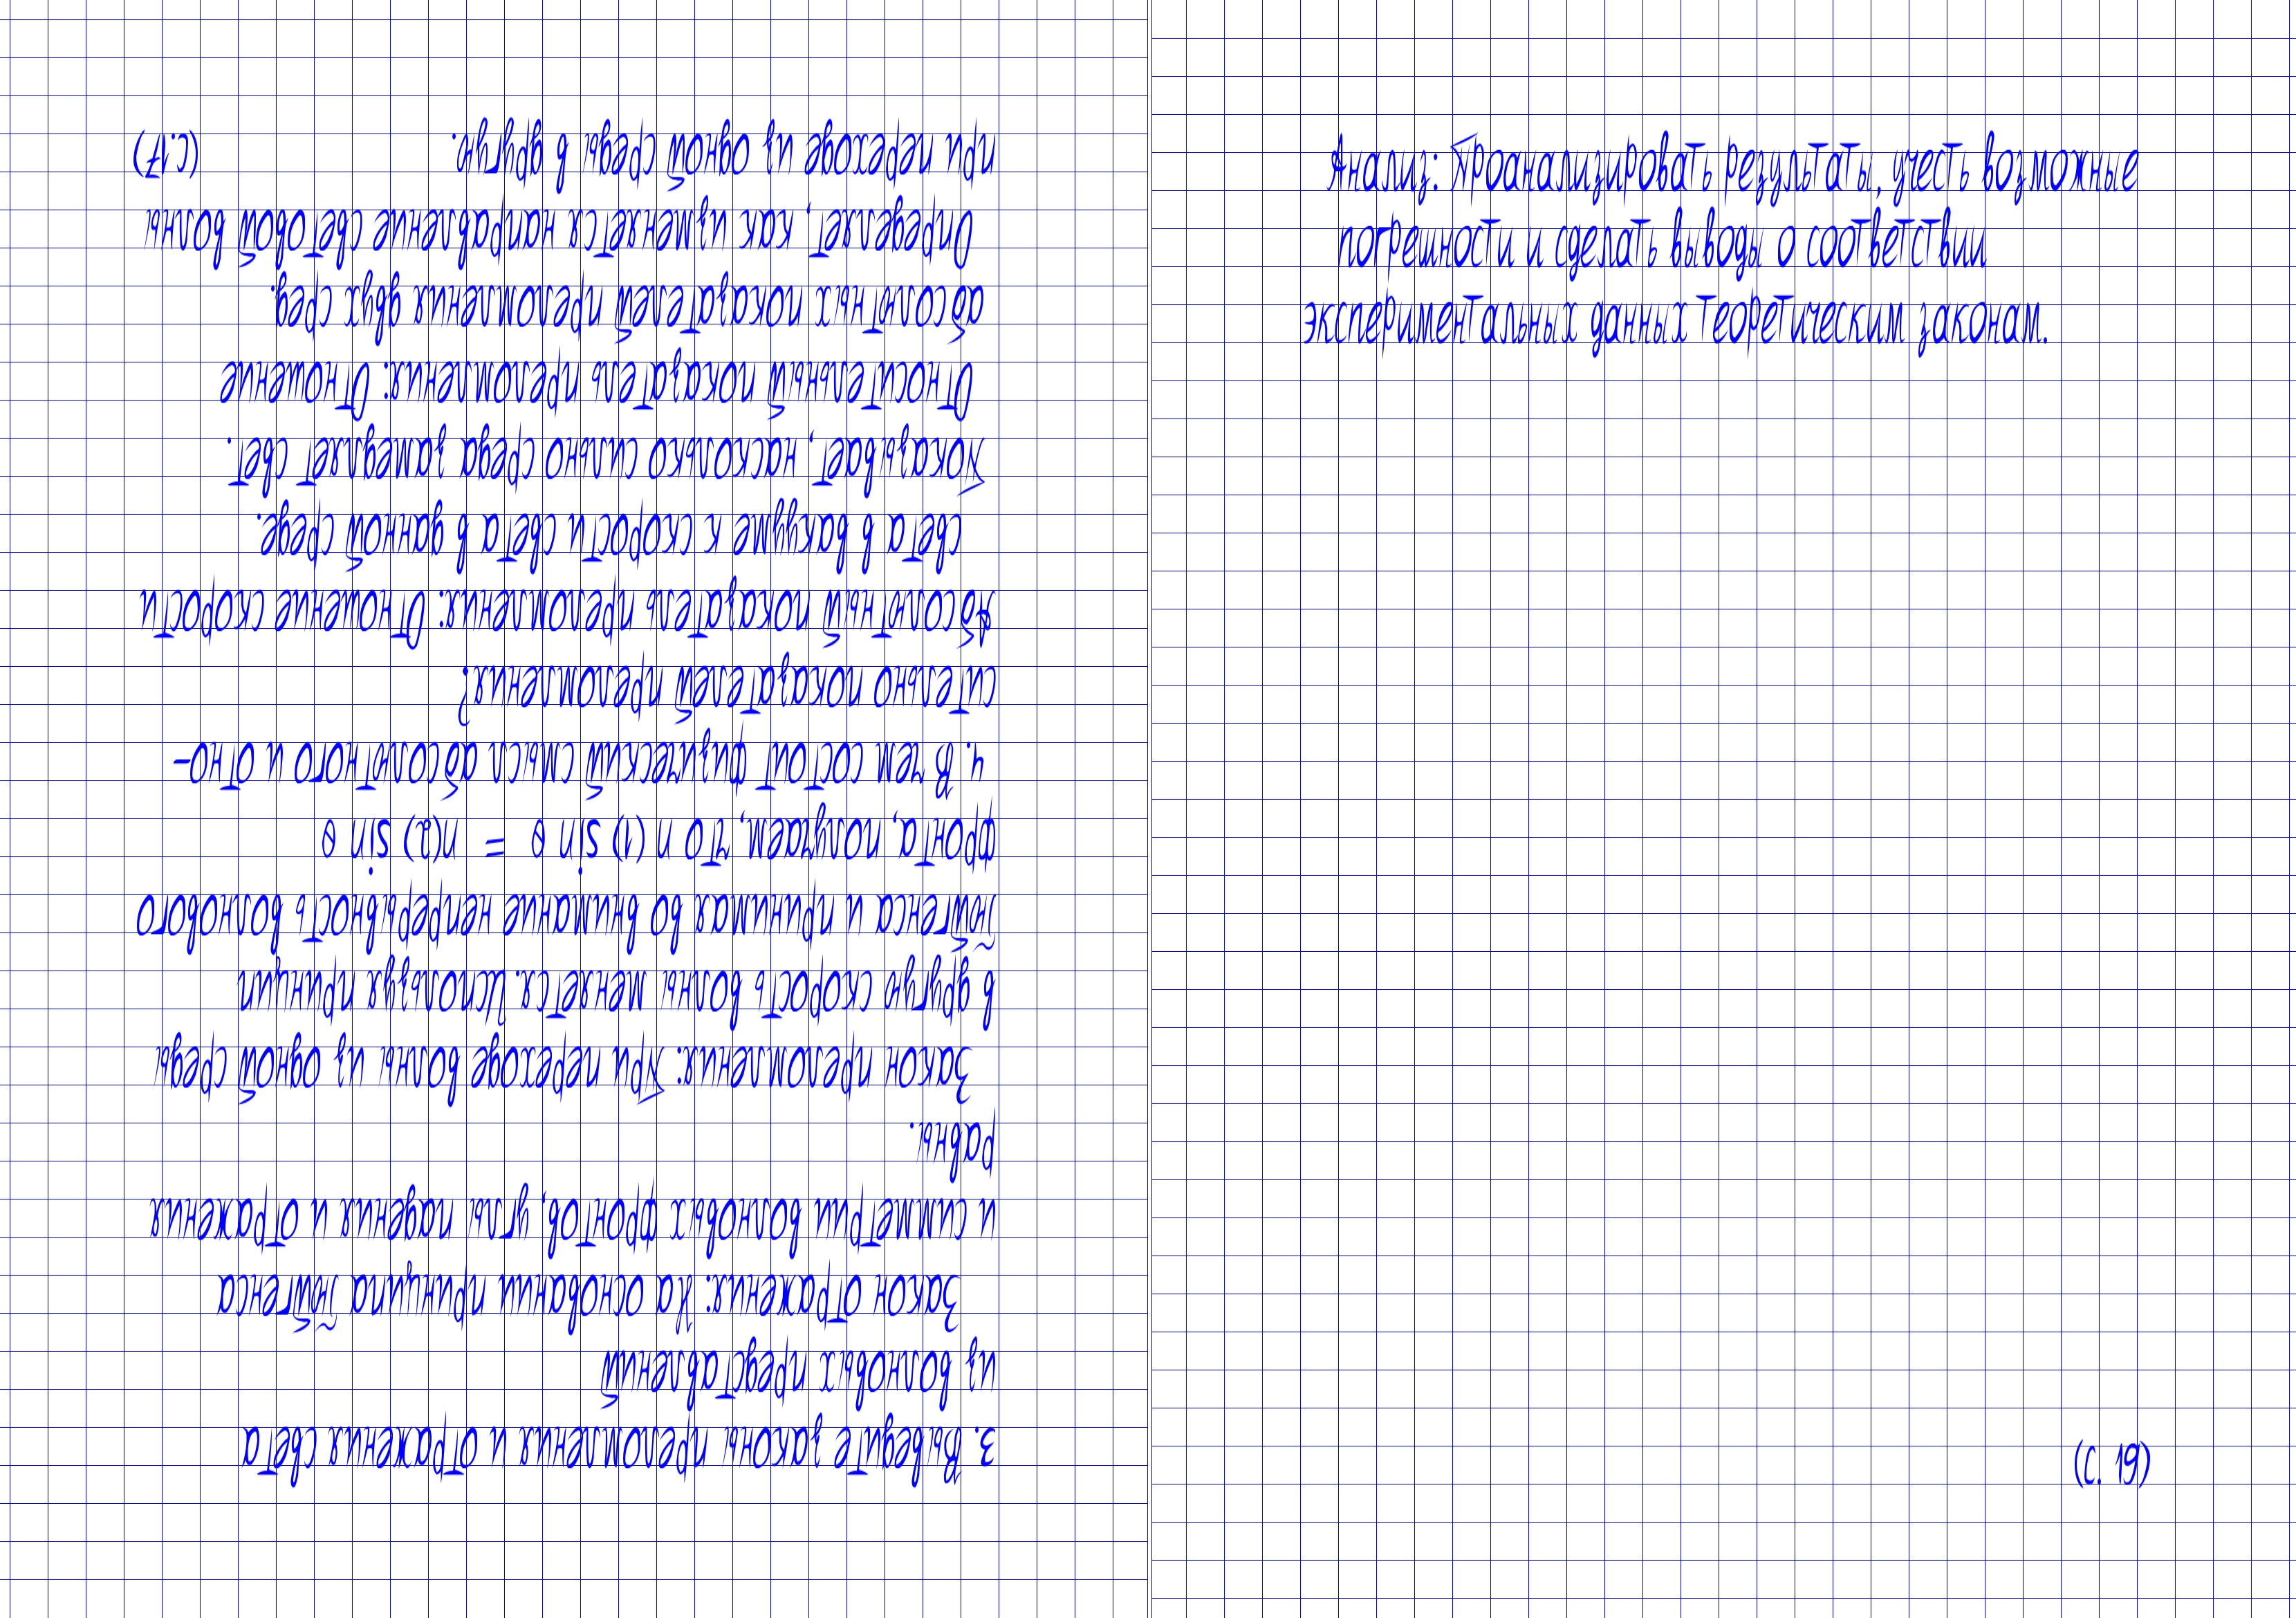 3. Выведите законы преломления и отражения света
из волновых представлений
Закон отражения: На основании принципа Гюйгенса
и симметрии волновых фронтов, углы падения и отражения
равны.
Закон преломления: При переходе волны из одной среды
в другую скорость волны меняется. Используя принцип
Гюйгенса и принимая во внимание непрерывность волнового
фронта, получаем, что n (1) sin θ = n(2) sin θ
4. В чем состоит физический смысл абсолютного и отно-
сительно показателей преломления?
Абсолютный показатель преломления: Отношение скорости
света в вакууме к скорости света в данной среде.
Показывает, насколько сильно среда замедляет свет.
Относительный показатель преломления: Отношение
абсолютных показателей преломления двух сред.
Определяет, как изменяется направление световой волны
при переходе из одной среды в другую. (с.17)
Анализ: Проанализировать результаты, учесть возможные
погрешности и сделать выводы о соответствии
экспериментальных данных теоретическим законам.
(с. 19)